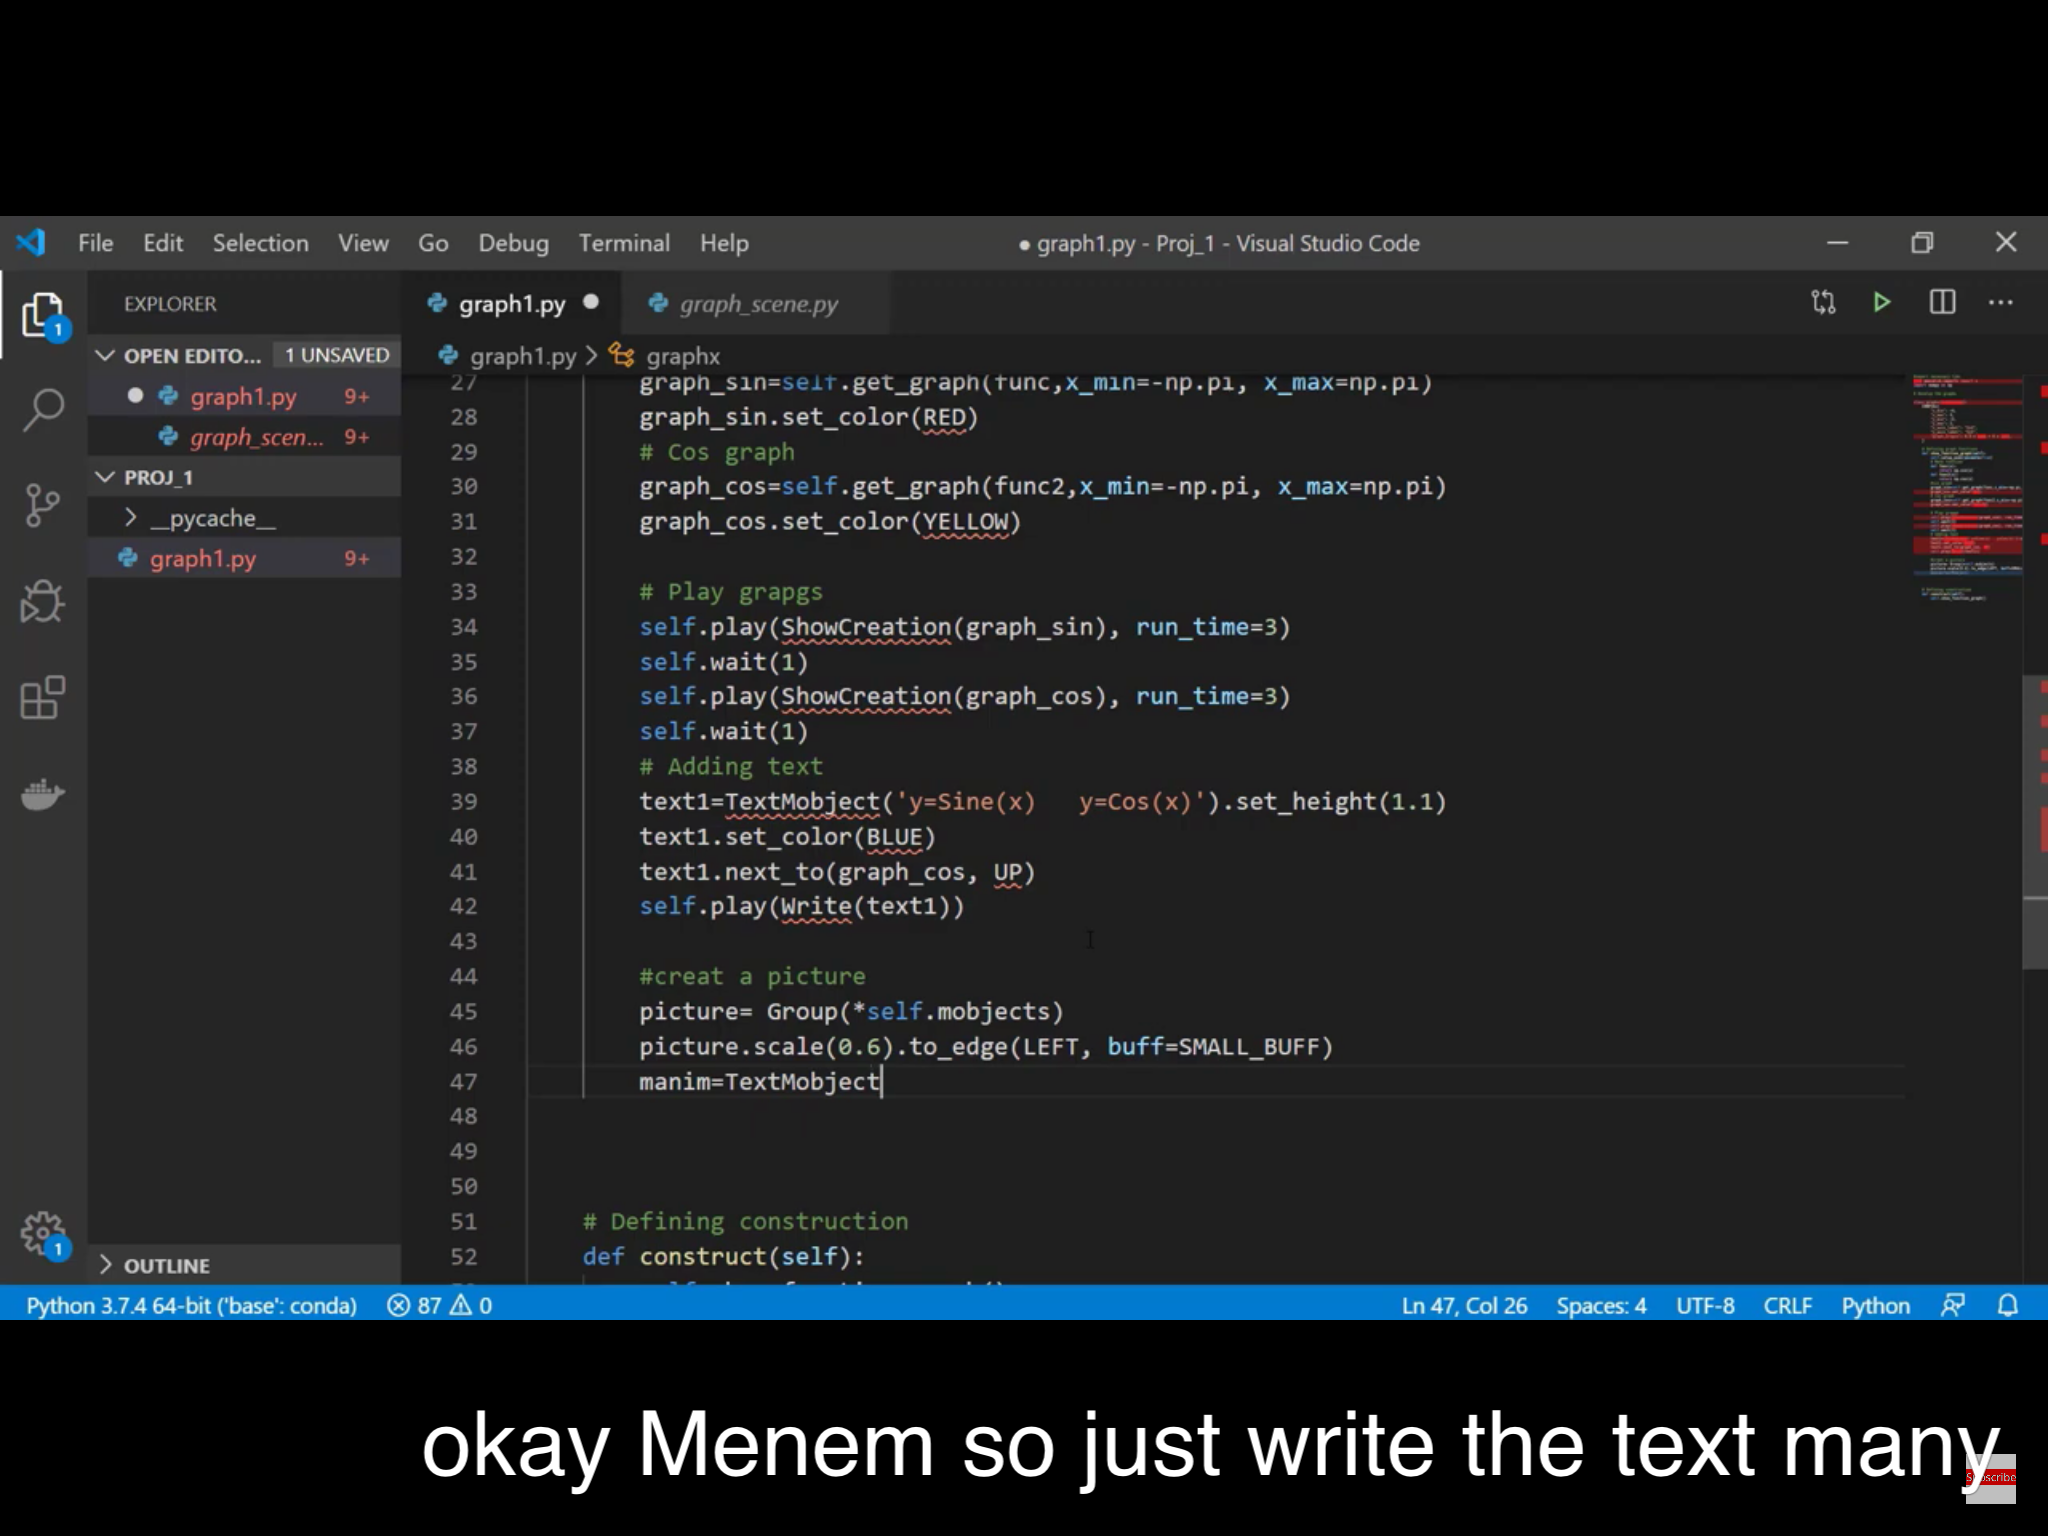 File Edit Selection View Go Debug Terminal Help ● graph1.py - Proj_1 - Visual Studio Code
EXPLORER
graph1.py
graph_scene.py
OPEN EDITO... 1 UNSAVED
graph1.py 9+
graph_scen... 9+
PROJ_1
__pycache__
graph1.py 9+
OUTLINE
1
1
graph1.py > graphx
27 graph_sin=self.get_graph(func,x_min=-np.pi, x_max=np.pi)
28 graph_sin.set_color(RED)
29 # Cos graph
30 graph_cos=self.get_graph(func2,x_min=-np.pi, x_max=np.pi)
31 graph_cos.set_color(YELLOW)
32
33 # Play grapgs
34 self.play(ShowCreation(graph_sin), run_time=3)
35 self.wait(1)
36 self.play(ShowCreation(graph_cos), run_time=3)
37 self.wait(1)
38 # Adding text
39 text1=TextMobject('y=Sine(x)   y=Cos(x)').set_height(1.1)
40 text1.set_color(BLUE)
41 text1.next_to(graph_cos, UP)
42 self.play(Write(text1))
43
44 #creat a picture
45 picture= Group(*self.mobjects)
46 picture.scale(0.6).to_edge(LEFT, buff=SMALL_BUFF)
47 manim=TextMobject
48
49
50
51 # Defining construction
52 def construct(self):
Python 3.7.4 64-bit ('base': conda) 87 0 Ln 47, Col 26 Spaces: 4 UTF-8 CRLF Python
okay Menem so just write the text many
Subscribe